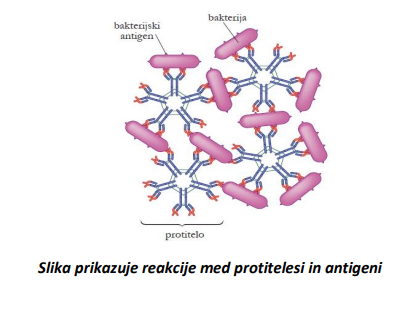 bakterijski
antigen
bakterija
protitelo
Slika prikazuje reakcije med protitelesi in antigeni